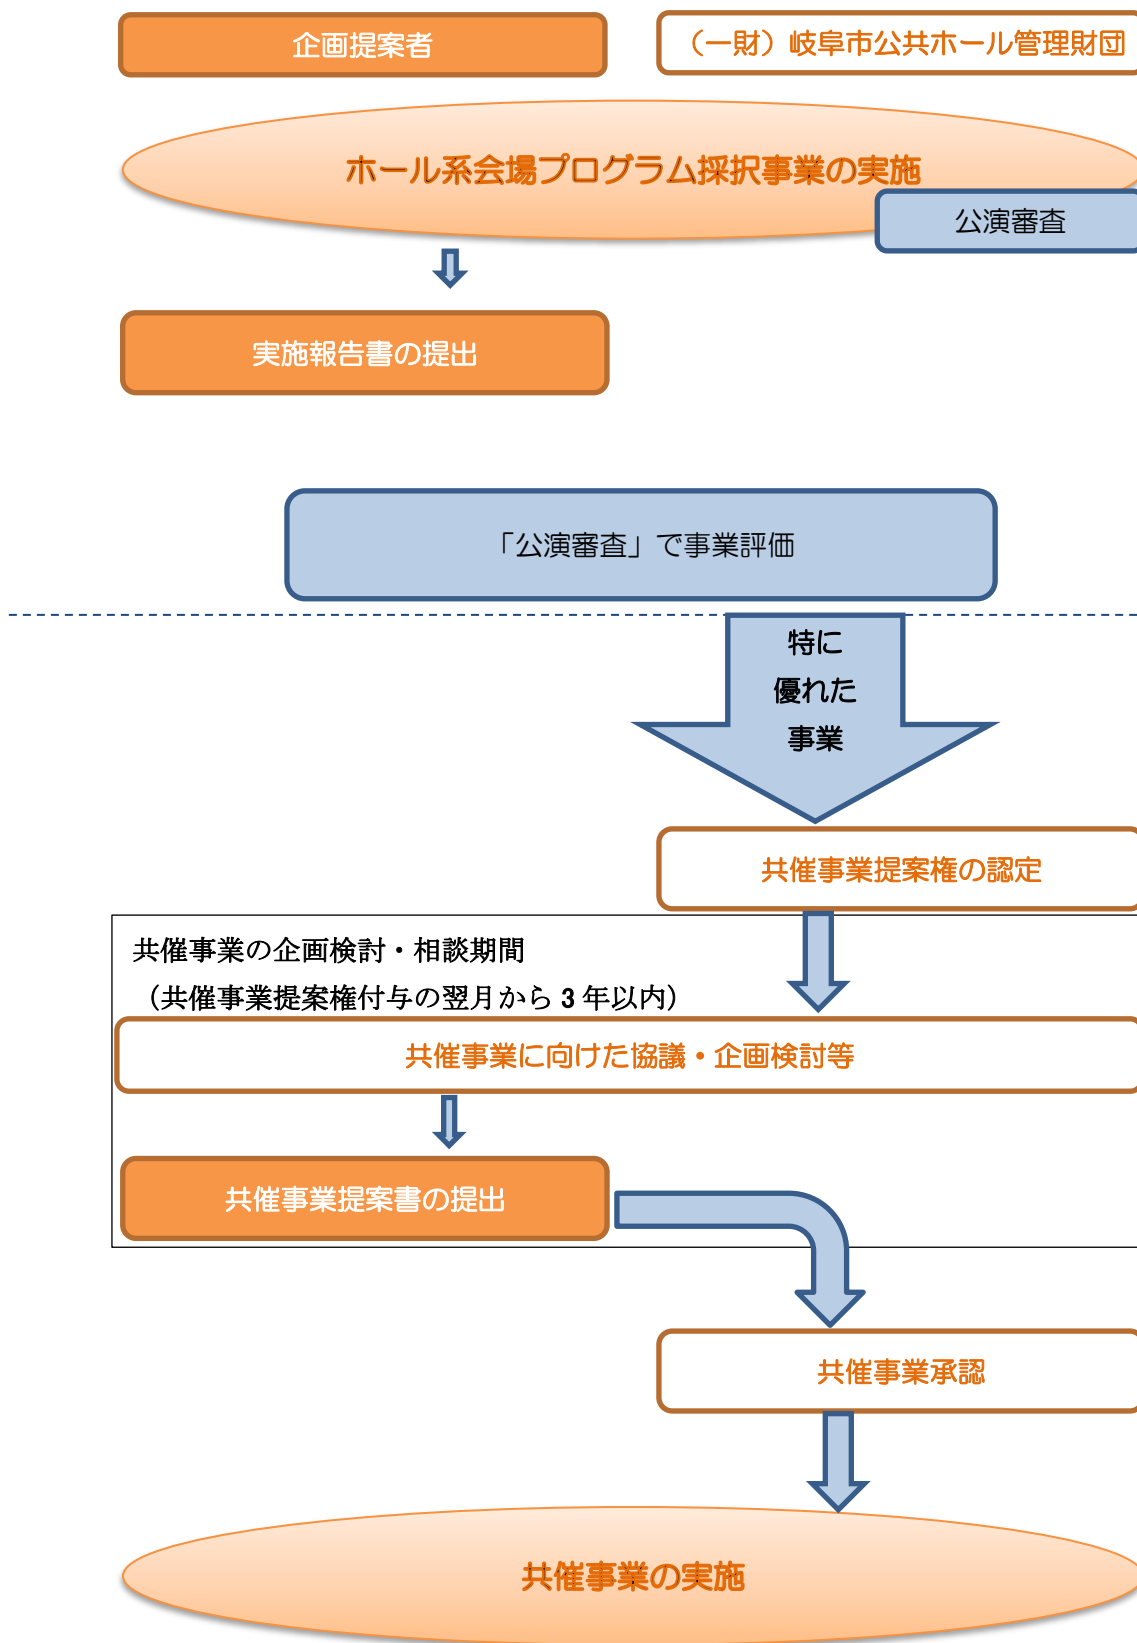 企画提案者
（一財）岐阜市公共ホール管理財団
ホール系会場プログラム採択事業の実施
公演審査
実施報告書の提出
「公演審査」で事業評価
特に
優れた
事業
共催事業提案権の認定
共催事業の企画検討・相談期間
（共催事業提案権付与の翌月から 3 年以内）
共催事業に向けた協議・企画検討等
共催事業提案書の提出
共催事業承認
共催事業の実施